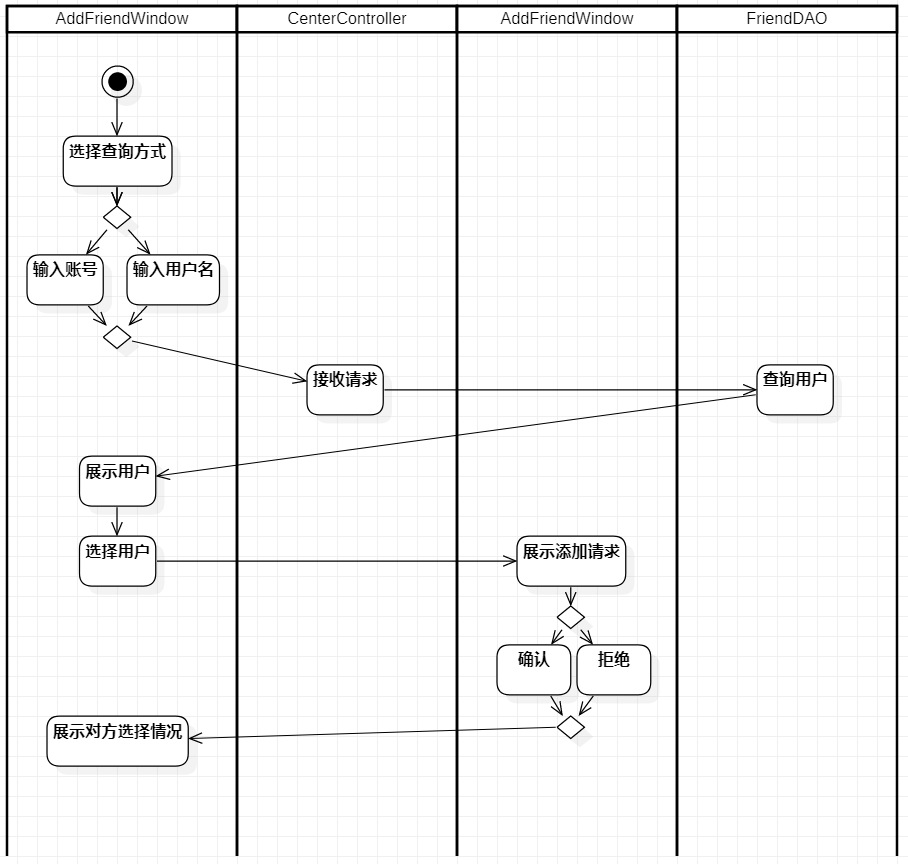 AddFriendWindow
CenterController
AddFriendWindow
FriendDAO
选择查询方式
输入账号
输入用户名
接收请求
查询用户
展示用户
选择用户
展示添加请求
确认
拒绝
展示对方选择情况